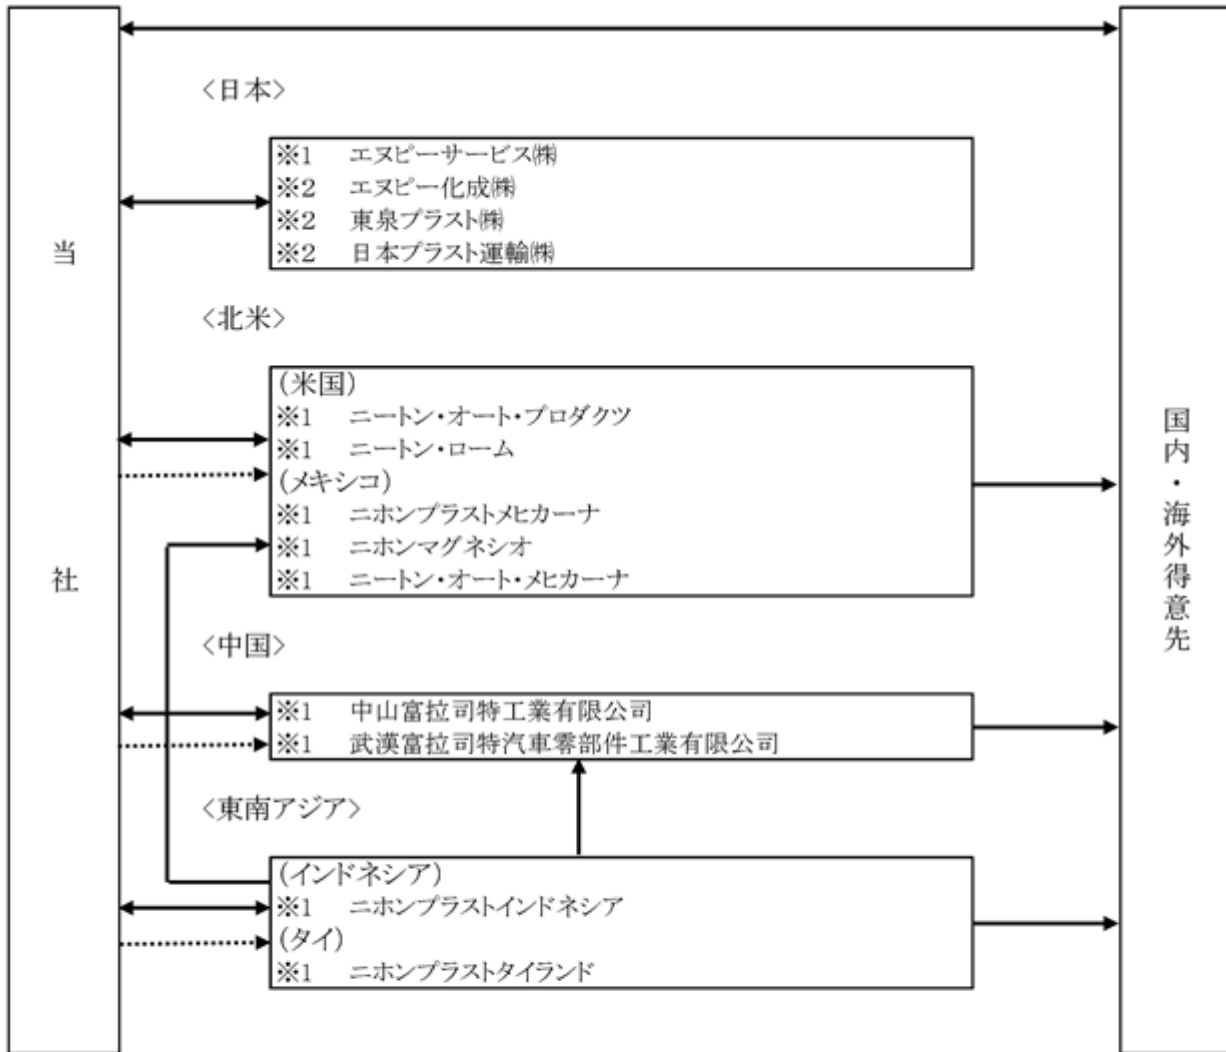 当社
<日本>
※1 エヌピーサービス㈱
※2 エヌピー化成㈱
※2 東泉プラスト㈱
※2 日本プラスト運輸㈱
<北米>
(米国)
※1 ニートン・オート・プロダクツ
※1 ニートン・ローム
(メキシコ)
※1 ニホンプラストメヒカーナ
※1 ニホンマグネシオ
※1 ニートン・オート・メヒカーナ
<中国>
※1 中山富拉司特工業有限公司
※1 武漢富拉司特汽車零部件工業有限公司
<東南アジア>
(インドネシア)
※1 ニホンプラストインドネシア
(タイ)
※1 ニホンプラストタイランド
国内・海外得意先